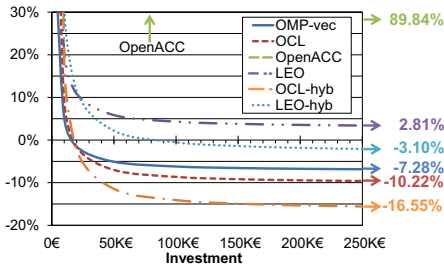 30%
20%
10%
0%
-10%
-20%
OpenACC
OMP-vec
OCL
OpenACC
LEO
OCL-hyb
LEO-hyb
89.84%
2.81%
-3.10%
-7.28%
-10.22%
-16.55%
0€ 50K€ 100K€ 150K€ 200K€ 250K€
Investment